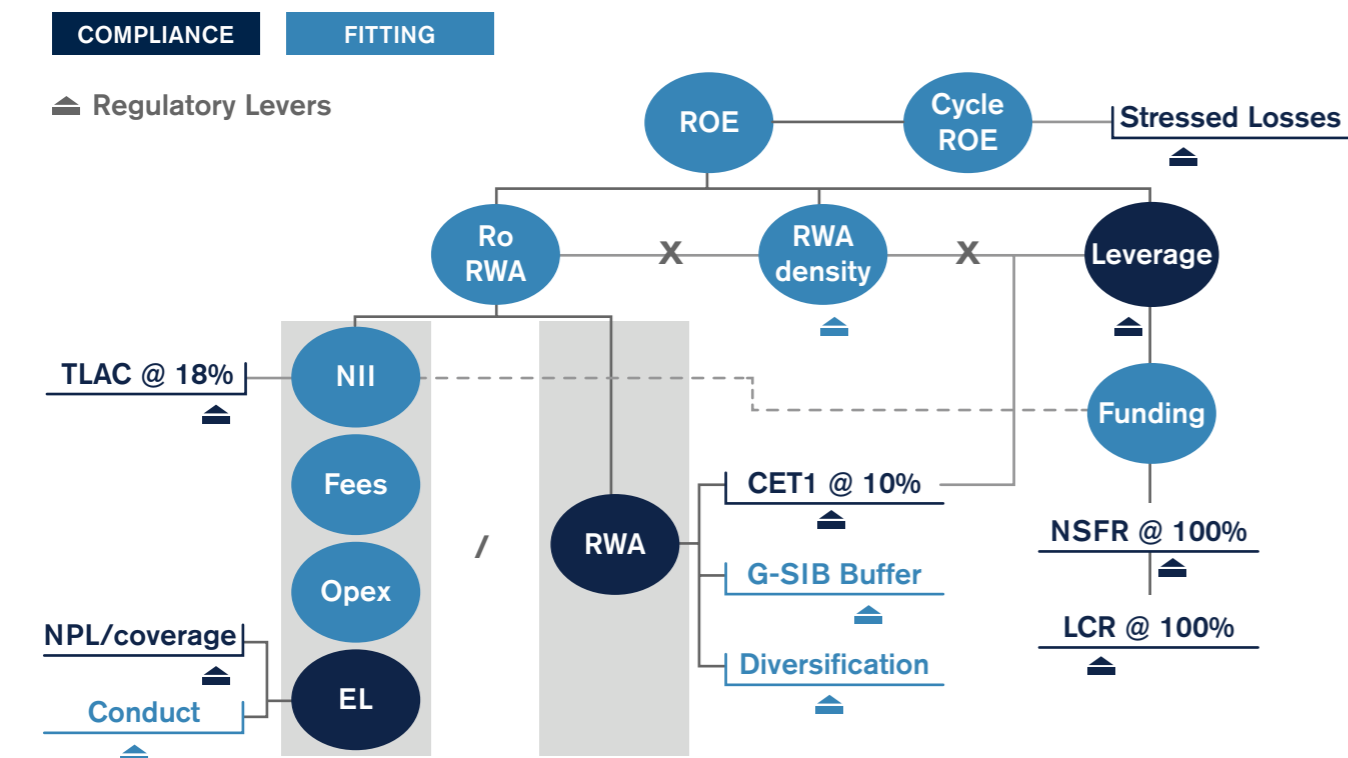 COMPLIANCE
FITTING
Regulatory Levers
ROE
Cycle
ROE
Stressed Losses
Ro
RWA
X
RWA
density
X
Leverage
TLAC @ 18%
NII
Funding
Fees
CET1 @ 10%
/
RWA
NSFR @ 100%
G-SIB Buffer
Opex
NPL/coverage
LCR @ 100%
Diversification
EL
Conduct